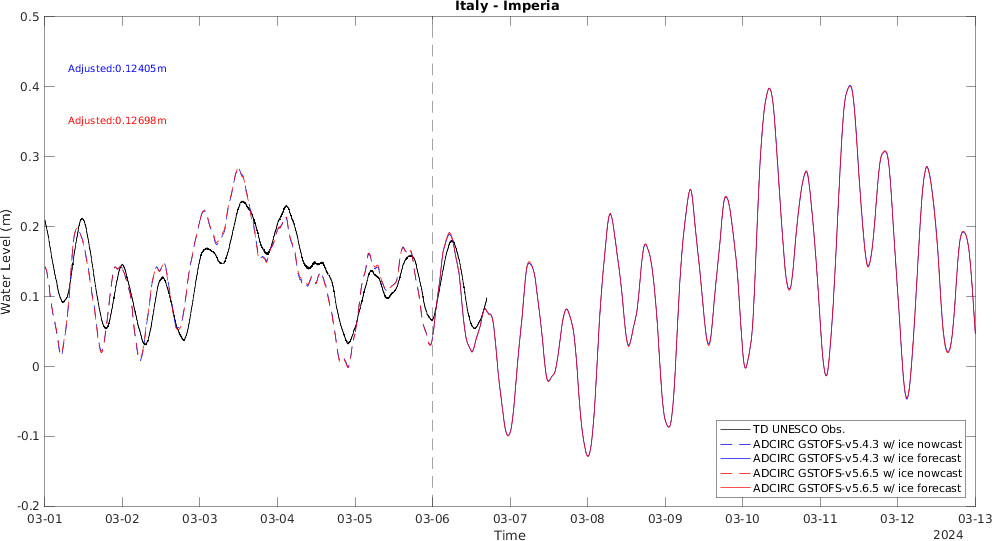 Italy - Imperia
0.5
0.4
0.3
0.2
0.1
0
-0.1
-0.2
Water Level (m)
Adjusted:0.12405m
Adjusted:0.12698m
TD UNESCO Obs.
ADCIRC GSTOFS-v5.4.3 w/ ice nowcast
ADCIRC GSTOFS-v5.4.3 w/ ice forecast
ADCIRC GSTOFS-v5.6.5 w/ ice nowcast
ADCIRC GSTOFS-v5.6.5 w/ ice forecast
03-01 03-02 03-03 03-04 03-05 03-06 03-07 03-08 03-09 03-10 03-11 03-12 03-13
Time
2024